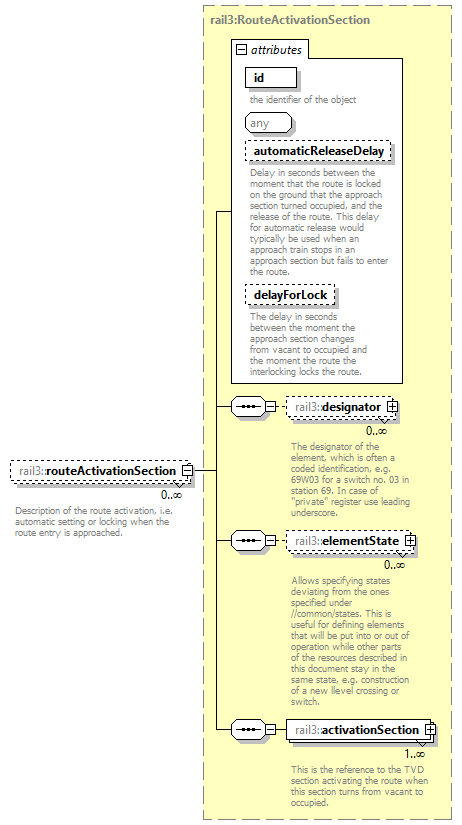 rail3:RouteActivationSection
attributes
id
the identifier of the object
any
automaticReleaseDelay
Delay in seconds between the
moment that the route is locked
on the ground that the approach
section turned occupied, and the
release of the route. This delay
for automatic release would
typically be used when an
approach train stops in an
approach section but fails to enter
the route.
delayForLock
The delay in seconds
between the moment the
approach section changes
from vacant to occupied and
the moment the route the
interlocking locks the route.
rail3::designator
0..∞
The designator of the
element, which is often a
coded identification, e.g.
69W03 for a switch no. 03 in
station 69. In case of
"private" register use leading
underscore.
rail3::routeActivationSection
0..∞
Description of the route activation, i.e.
automatic setting or locking when the
route entry is approached.
rail3::elementState
0..∞
Allows specifying states
deviating from the ones
specified under
//common/states. This is
useful for defining elements
that will be put into or out of
operation while other parts
of the resources described in
this document stay in the
same state, e.g. construction
of a new llevel crossing or
switch.
rail3::activationSection
1..∞
This is the reference to the TVD
section activating the route when
this section turns from vacant to
occupied.